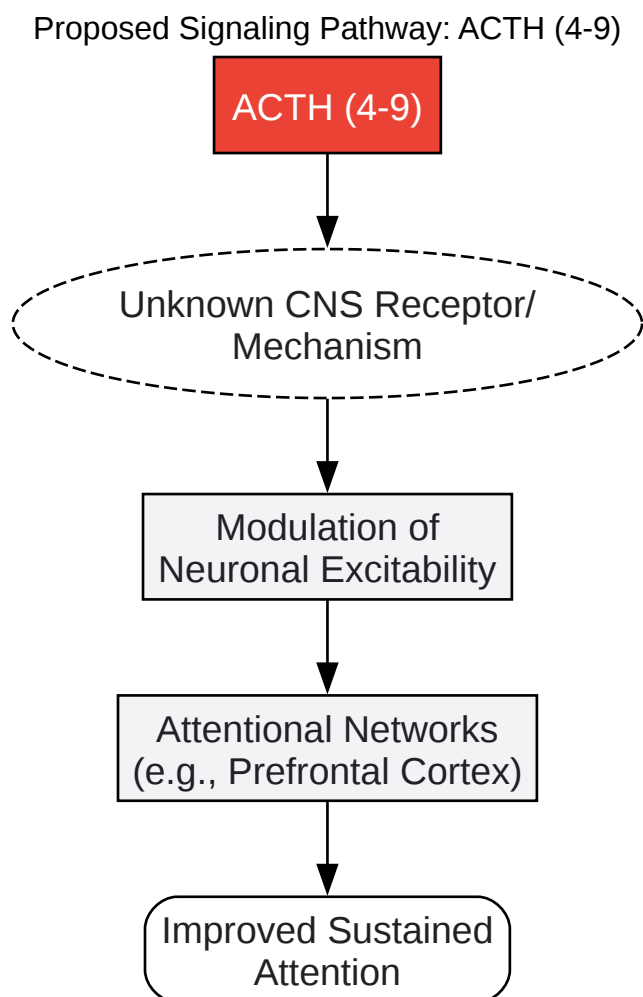 Proposed Signaling Pathway: ACTH (4-9)
ACTH (4-9)
Unknown CNS Receptor/
Mechanism
Modulation of
Neuronal Excitability
Attentional Networks
(e.g., Prefrontal Cortex)
Improved Sustained
Attention